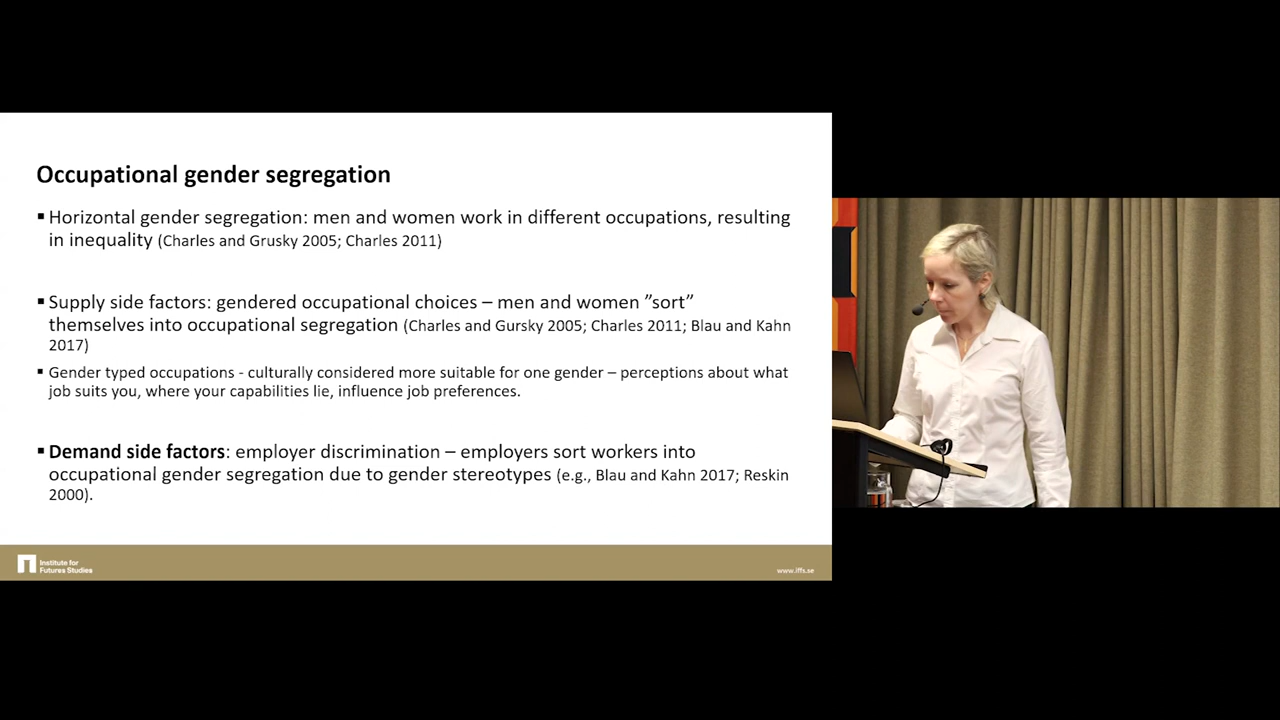 Occupational gender segregation
▪ Horizontal gender segregation: men and women work in different occupations, resulting
in inequality (Charles and Grusky 2005; Charles 2011)
▪ Supply side factors: gendered occupational choices – men and women ”sort”
themselves into occupational segregation (Charles and Gursky 2005; Charles 2011; Blau and Kahn
2017)
▪ Gender typed occupations - culturally considered more suitable for one gender – perceptions about what
job suits you, where your capabilities lie, influence job preferences.
▪ Demand side factors: employer discrimination – employers sort workers into
occupational gender segregation due to gender stereotypes (e.g., Blau and Kahn 2017; Reskin
2000).
Institute for
Futures Studies
www.iffs.se